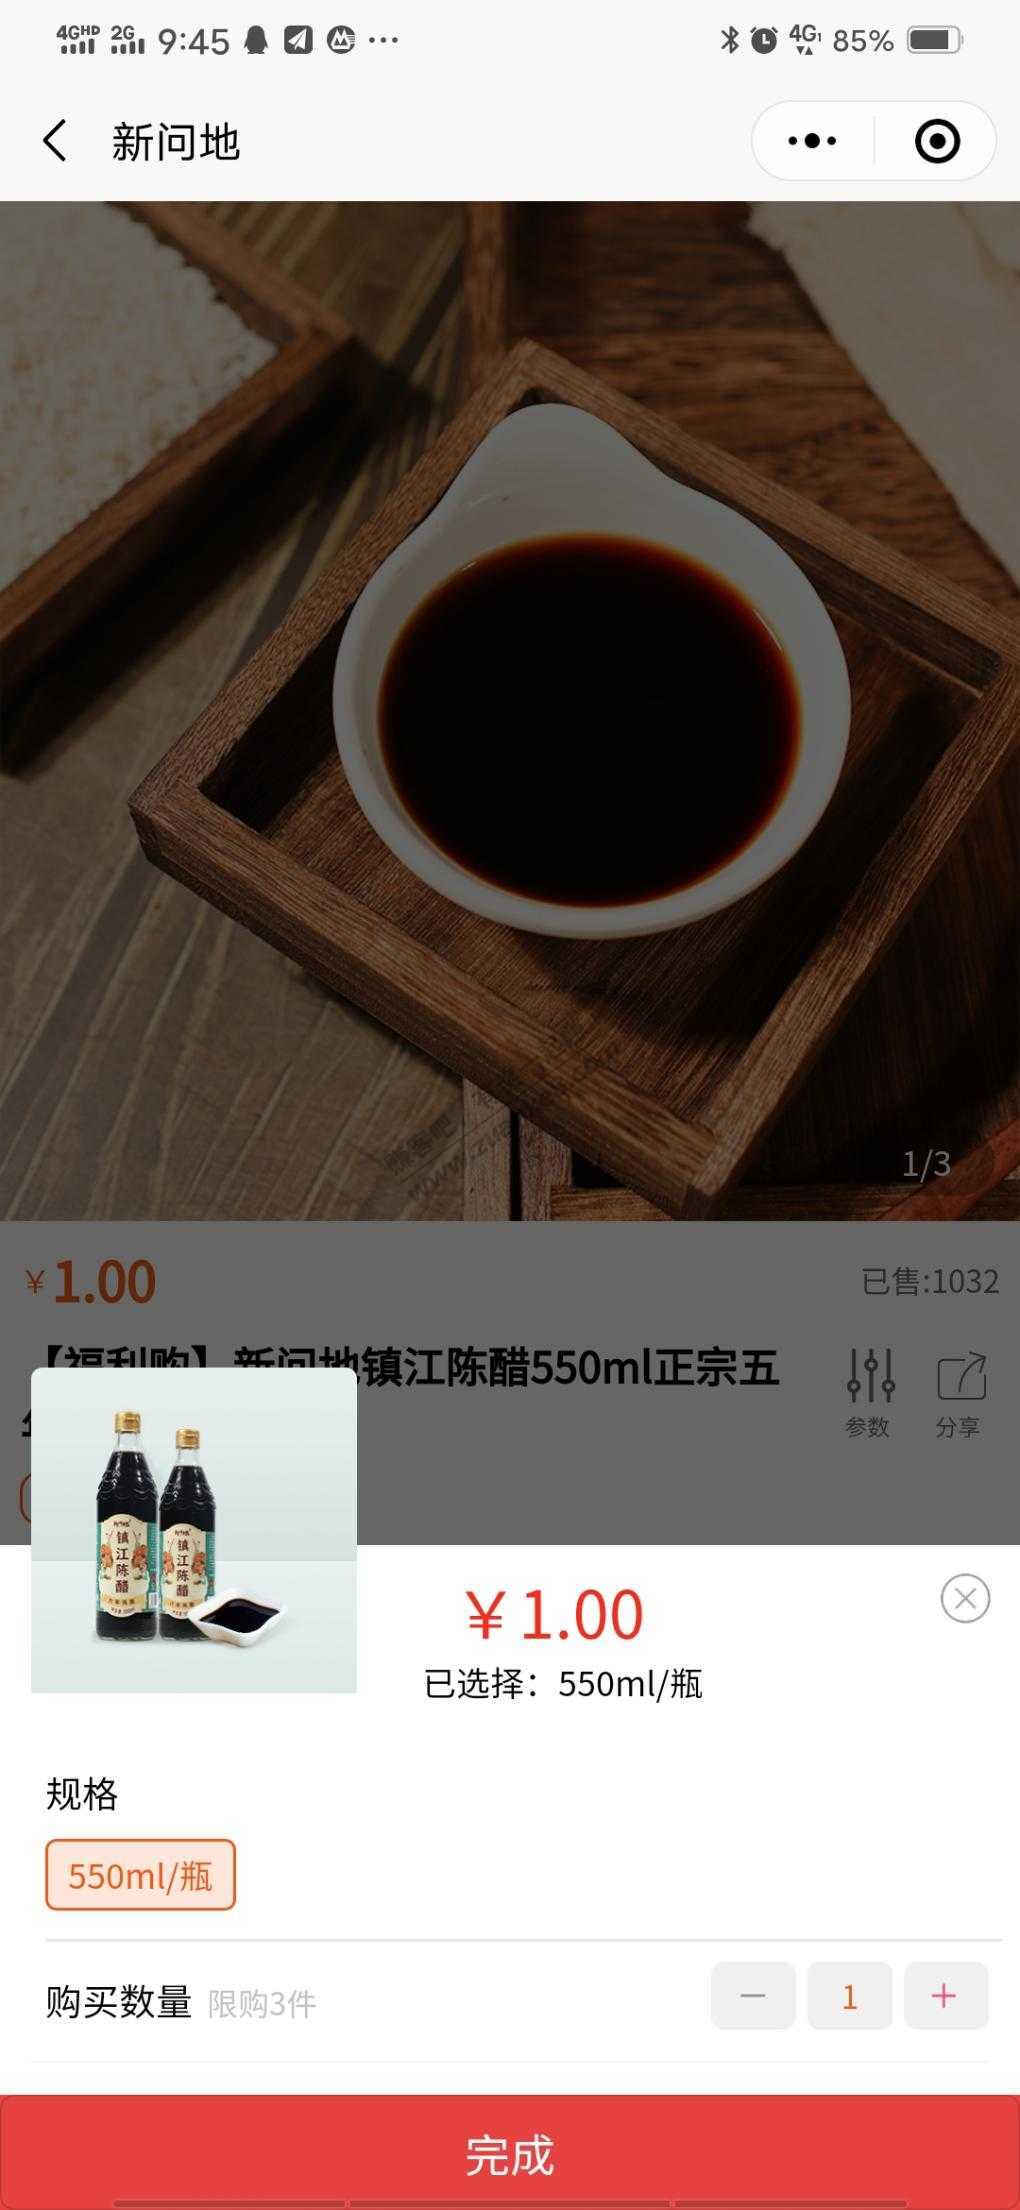 4GHD 2G 9:45 4G1 85%
新问地
1/3
¥1.00 已售:1032
【福利购】新问地镇江陈醋550ml正宗五
参数 分享
镇江陈醋
镇江陈醋
¥1.00
已选择：550ml/瓶
规格
550ml/瓶
购买数量 限购3件 1
完成